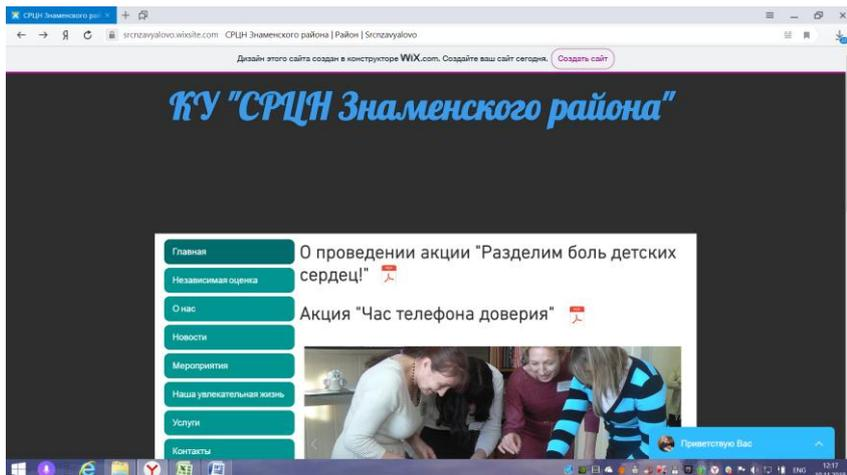 СРЦН Знаменского рай
srcnzavyalovo.wixsite.com СРЦН Знаменского района | Район | Srcnzavyalovo
Дизайн этого сайта создан в конструкторе WiX.com. Создайте ваш сайт сегодня. Создать сайт
КУ "СРЦН Знаменского района"
Главная
Независимая оценка
О нас
Новости
Мероприятия
Наша увлекательная жизнь
Услуги
Контакты
О проведении акции "Разделим боль детских
сердец!"
Акция "Час телефона доверия"
Приветствую Вас
ENG
12:17